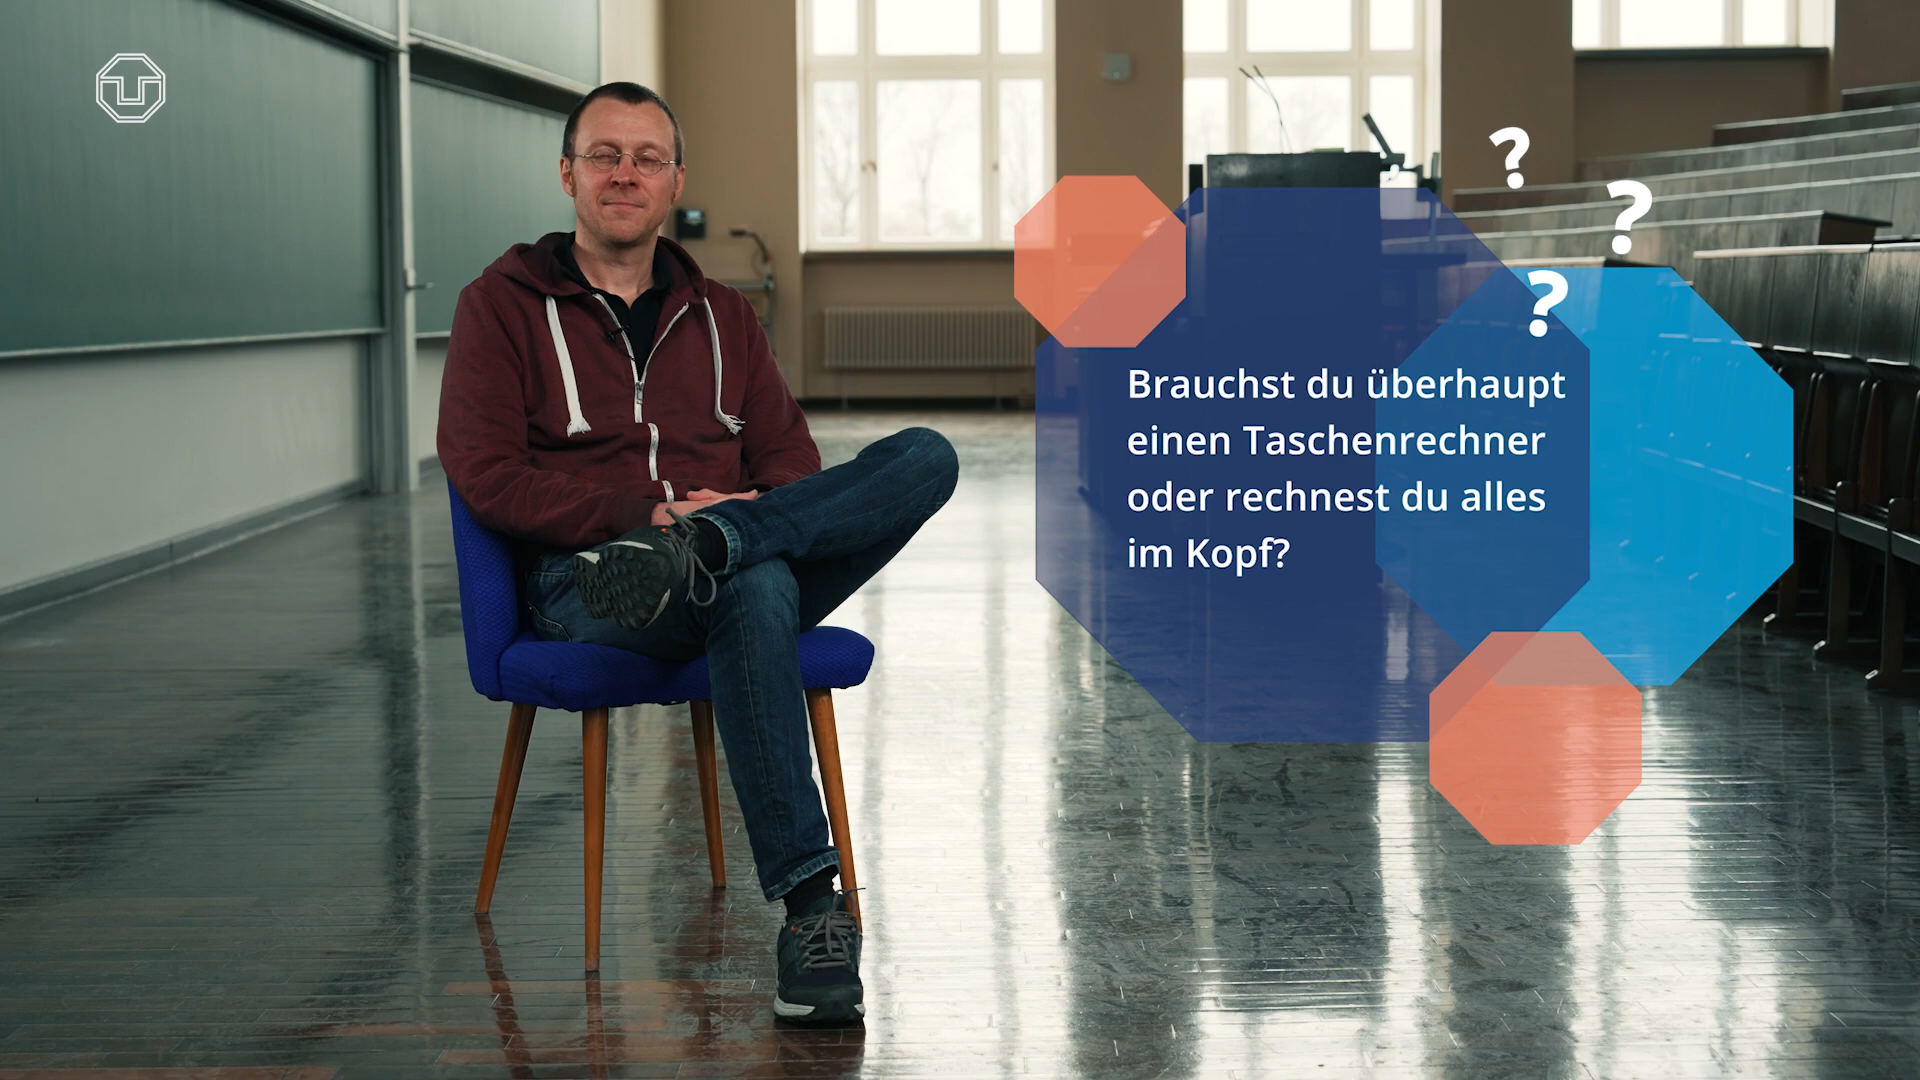 ?
?
?
Brauchst du überhaupt
einen Taschenrechner
oder rechnest du alles
im Kopf?